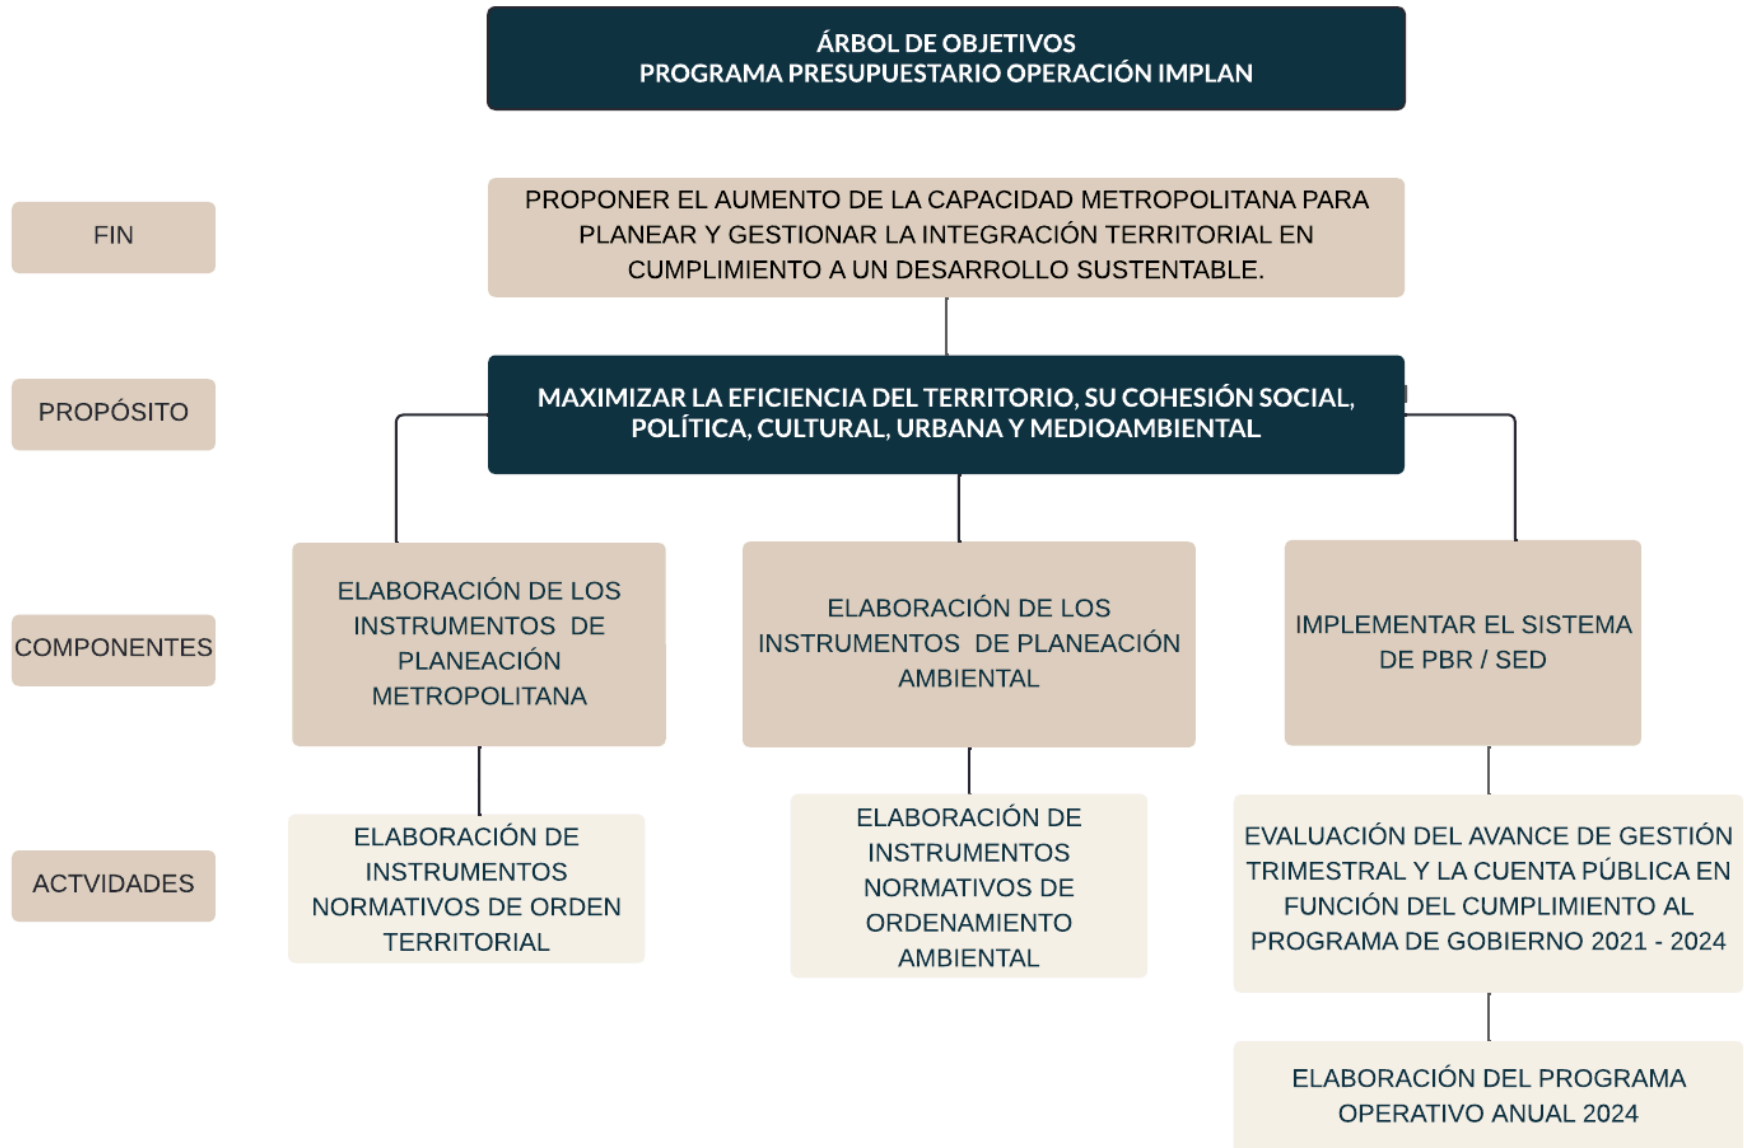 ÁRBOL DE OBJETIVOS
PROGRAMA PRESUPUESTARIO OPERACIÓN IMPLAN
FIN
PROPONER EL AUMENTO DE LA CAPACIDAD METROPOLITANA PARA
PLANEAR Y GESTIONAR LA INTEGRACIÓN TERRITORIAL EN
CUMPLIMIENTO A UN DESARROLLO SUSTENTABLE.
PROPÓSITO
MAXIMIZAR LA EFICIENCIA DEL TERRITORIO, SU COHESIÓN SOCIAL,
POLÍTICA, CULTURAL, URBANA Y MEDIOAMBIENTAL
COMPONENTES
ELABORACIÓN DE LOS
INSTRUMENTOS DE
PLANEACIÓN
METROPOLITANA
ELABORACIÓN DE LOS
INSTRUMENTOS DE PLANEACIÓN
AMBIENTAL
IMPLEMENTAR EL SISTEMA
DE PBR / SED
ACTVIDADES
ELABORACIÓN DE
INSTRUMENTOS
NORMATIVOS DE ORDEN
TERRITORIAL
ELABORACIÓN DE
INSTRUMENTOS
NORMATIVOS DE
ORDENAMIENTO
AMBIENTAL
EVALUACIÓN DEL AVANCE DE GESTIÓN
TRIMESTRAL Y LA CUENTA PÚBLICA EN
FUNCIÓN DEL CUMPLIMIENTO AL
PROGRAMA DE GOBIERNO 2021 - 2024
ELABORACIÓN DEL PROGRAMA
OPERATIVO ANUAL 2024